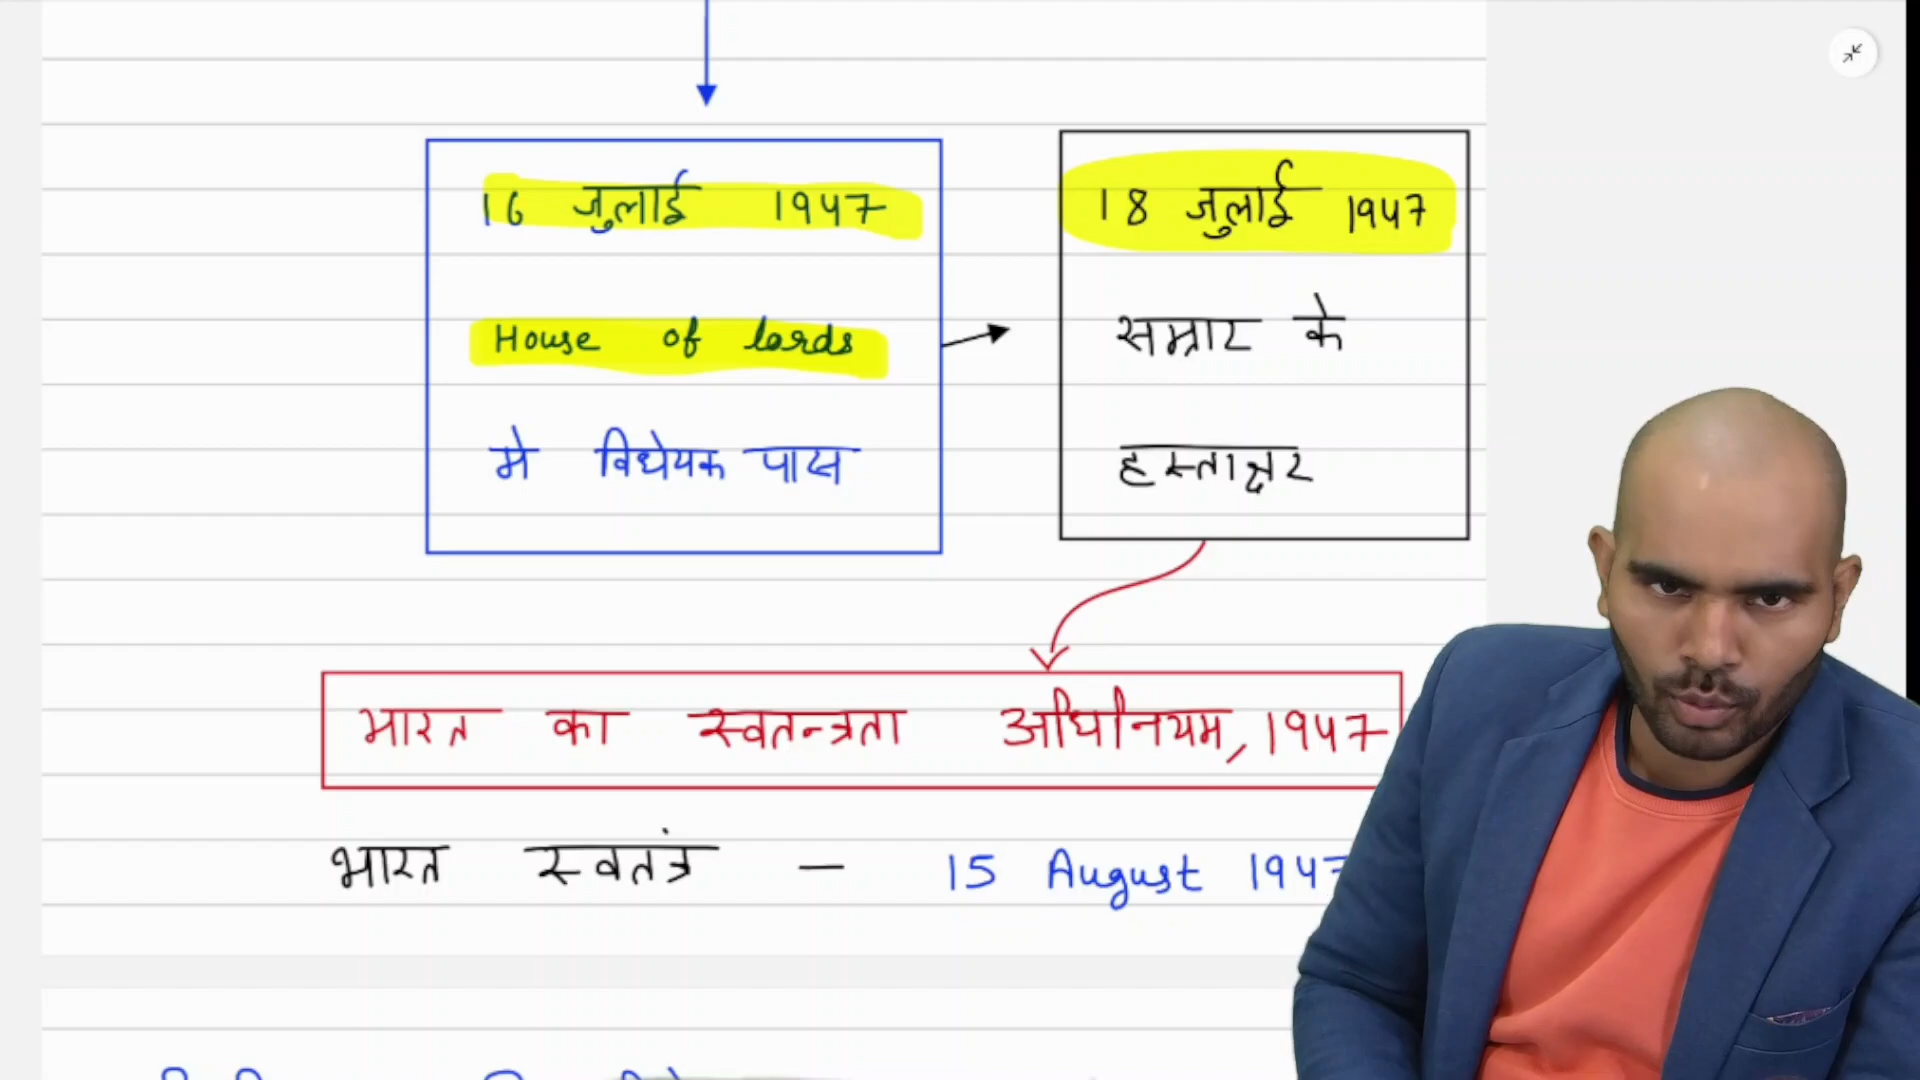 16 जुलाई 1947
House of lords
मे विधेयक पास
18 जुलाई 1947
सम्राट के
हस्ताक्षर
भारत का स्वतन्त्रता अधिनियम, 1947
भारत स्वतंत्र — 15 August 1947